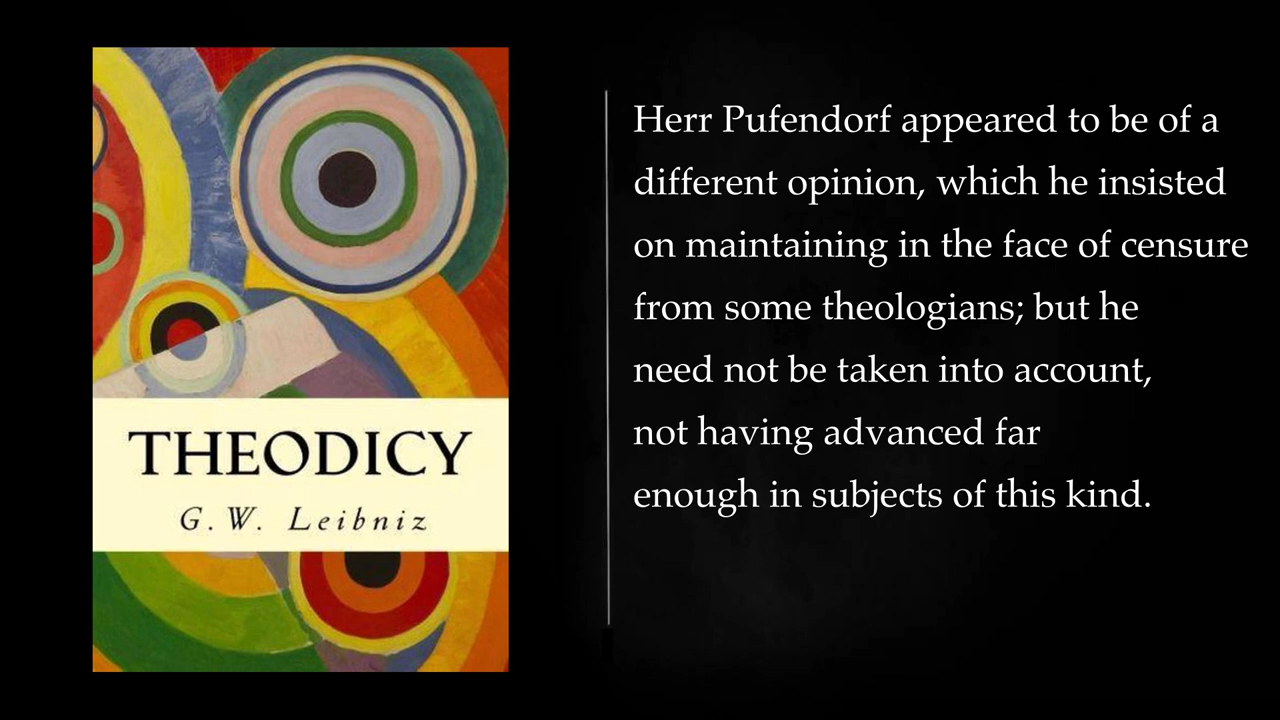 THEODICY
G. W. Leibniz
Herr Pufendorf appeared to be of a
different opinion, which he insisted
on maintaining in the face of censure
from some theologians; but he
need not be taken into account,
not having advanced far
enough in subjects of this kind.